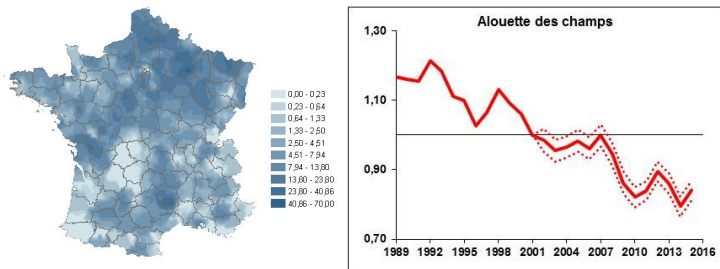 0,00 - 0,23
0,23 - 0,64
0,64 - 1,33
1,33 - 2,50
2,50 - 4,51
4,51 - 7,94
7,94 - 13,80
13,80 - 23,80
23,80 - 40,86
40,86 - 70,00
Alouette des champs
1,30
1,10
0,90
0,70
1989 1992 1995 1998 2001 2004 2007 2010 2013 2016